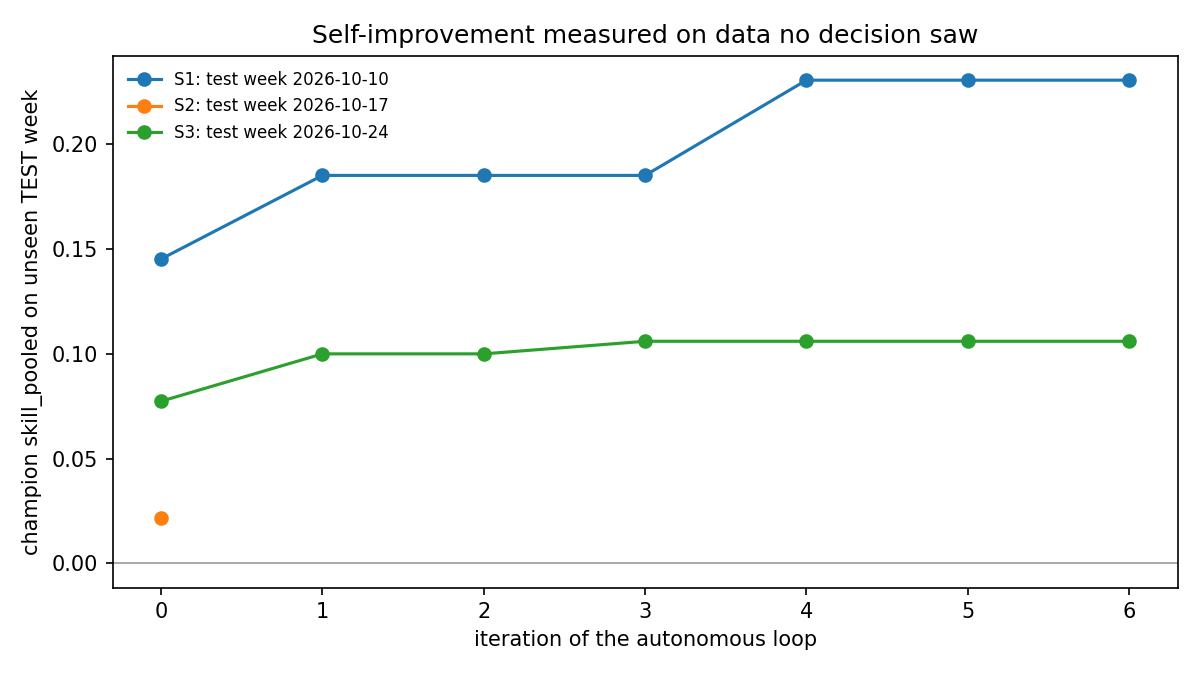 Self-improvement measured on data no decision saw
S1: test week 2026-10-10
S2: test week 2026-10-17
S3: test week 2026-10-24
champion skill_pooled on unseen TEST week
0.20
0.15
0.10
0.05
0.00
0 1 2 3 4 5 6
iteration of the autonomous loop